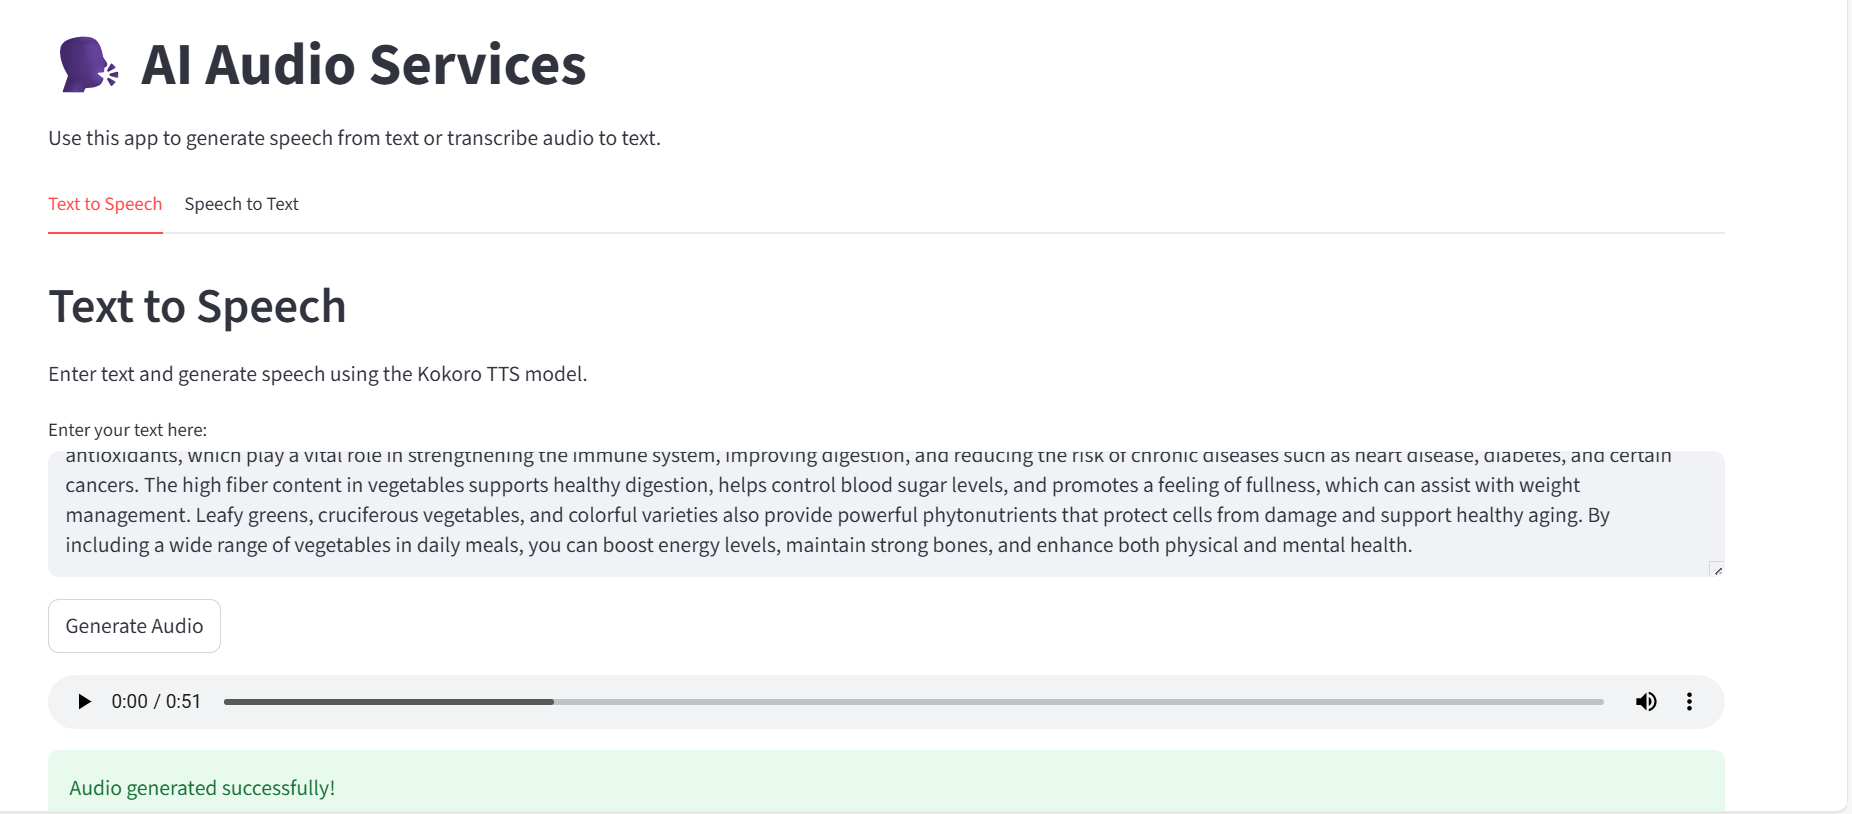 AI Audio Services
Use this app to generate speech from text or transcribe audio to text.
Text to Speech
Speech to Text
Text to Speech
Enter text and generate speech using the Kokoro TTS model.
Enter your text here:
antioxidants, which play a vital role in strengthening the immune system, improving digestion, and reducing the risk of chronic diseases such as heart disease, diabetes, and certain
cancers. The high fiber content in vegetables supports healthy digestion, helps control blood sugar levels, and promotes a feeling of fullness, which can assist with weight
management. Leafy greens, cruciferous vegetables, and colorful varieties also provide powerful phytonutrients that protect cells from damage and support healthy aging. By
including a wide range of vegetables in daily meals, you can boost energy levels, maintain strong bones, and enhance both physical and mental health.
Generate Audio
0:00 / 0:51
Audio generated successfully!